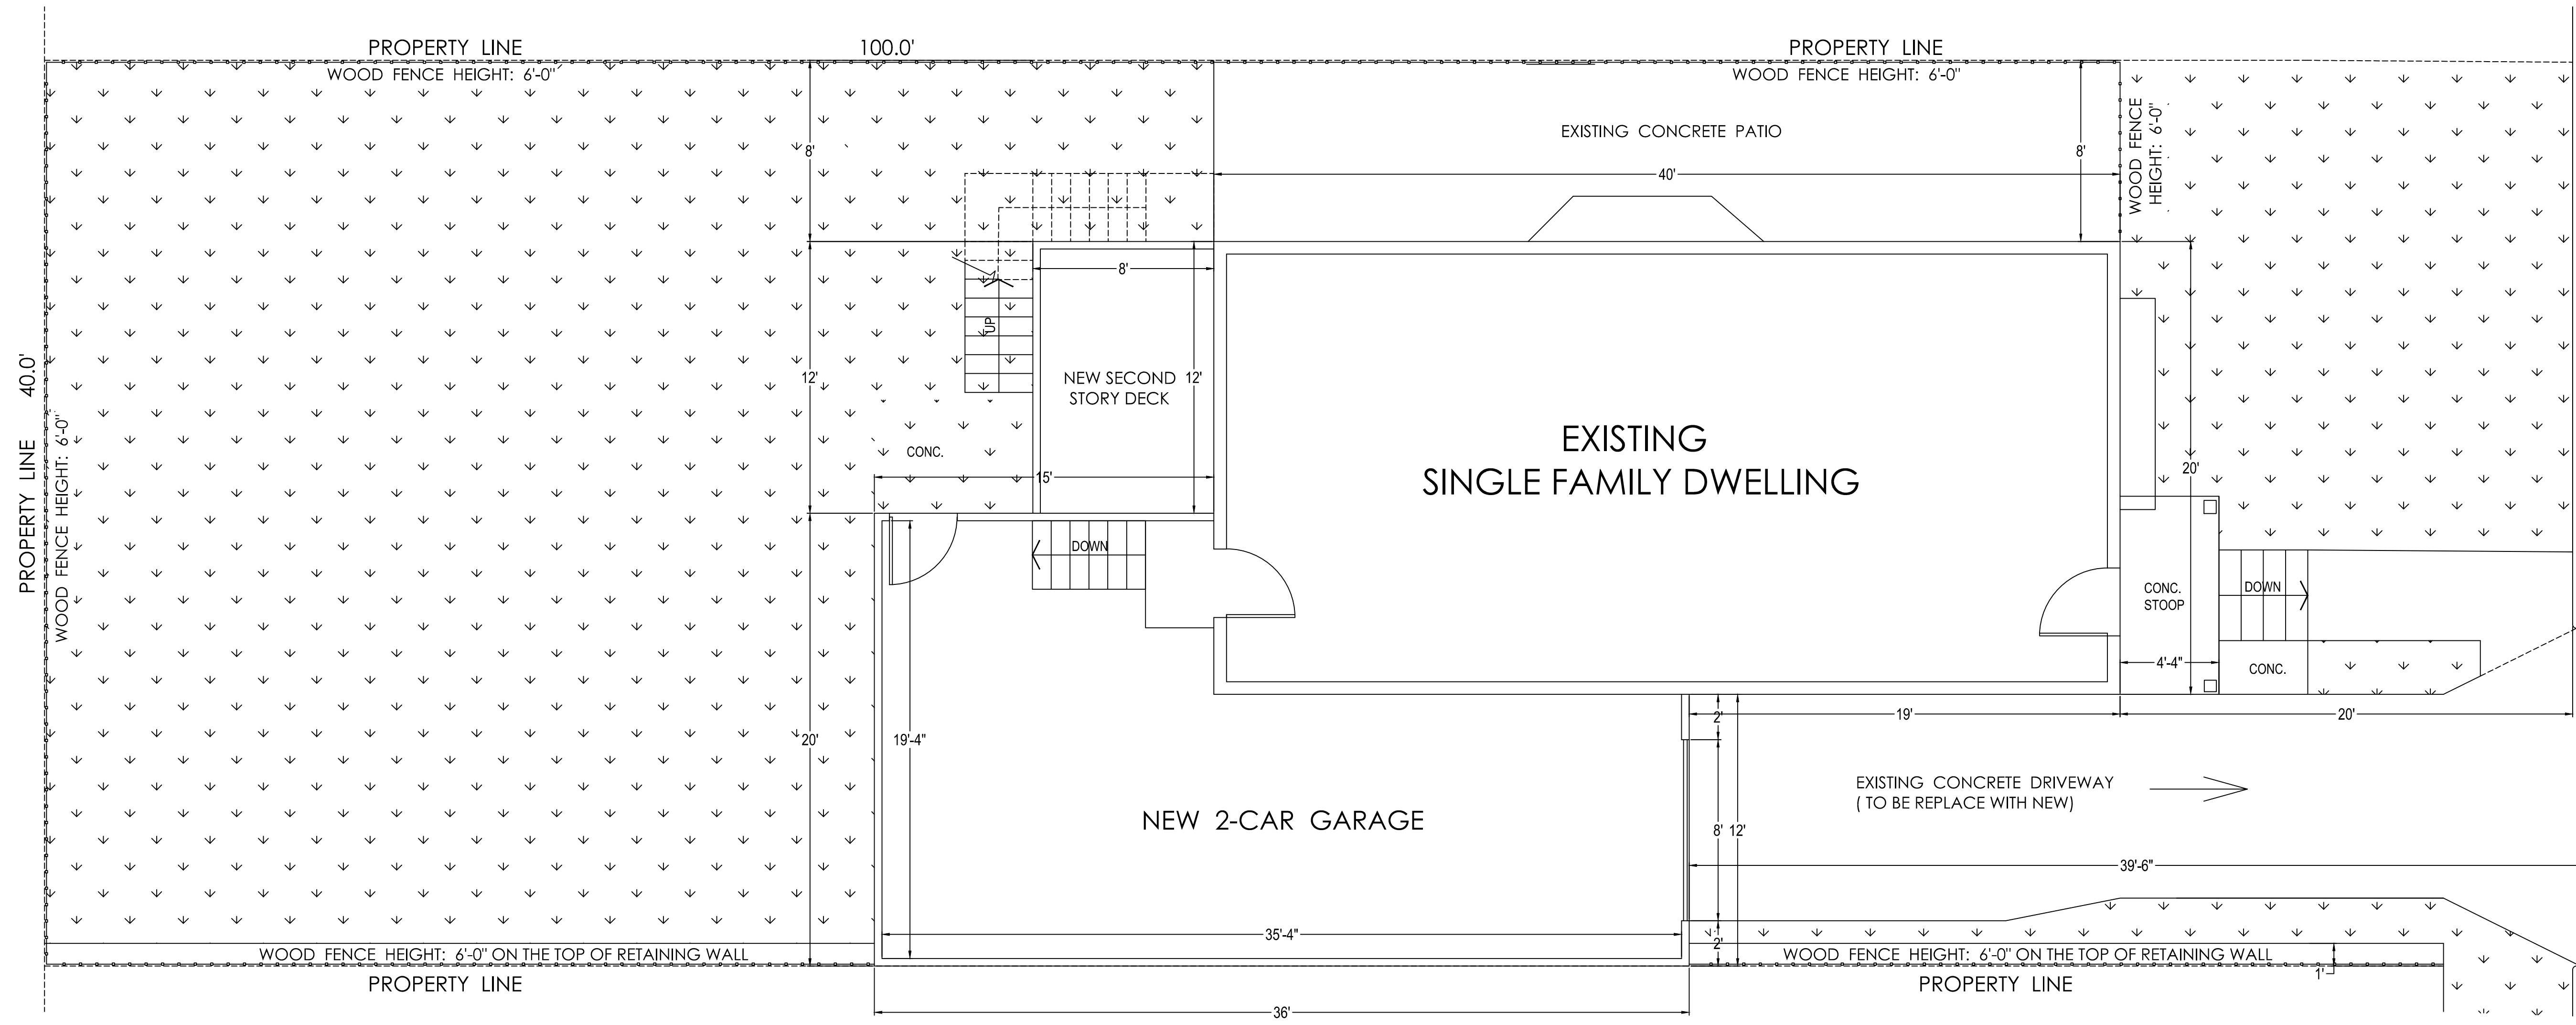 PROPERTY LINE
100.0'
PROPERTY LINE
WOOD FENCE HEIGHT: 6'-0"
WOOD FENCE HEIGHT: 6'-0"
WOOD FENCE
HEIGHT: 6'-0"
8'
EXISTING CONCRETE PATIO
8'
40'
8'
UP
12'
NEW SECOND
STORY DECK
12'
40.0'
PROPERTY LINE
WOOD FENCE HEIGHT: 6'-0"
CONC.
15'
EXISTING
SINGLE FAMILY DWELLING
20'
DOWN
CONC.
STOOP
DOWN
4'-4"
CONC.
2'
19'
20'
20'
19'-4"
EXISTING CONCRETE DRIVEWAY
( TO BE REPLACE WITH NEW)
NEW 2-CAR GARAGE
8'
12'
39'-6"
35'-4"
2'
WOOD FENCE HEIGHT: 6'-0" ON THE TOP OF RETAINING WALL
WOOD FENCE HEIGHT: 6'-0" ON THE TOP OF RETAINING WALL
1'
PROPERTY LINE
PROPERTY LINE
36'